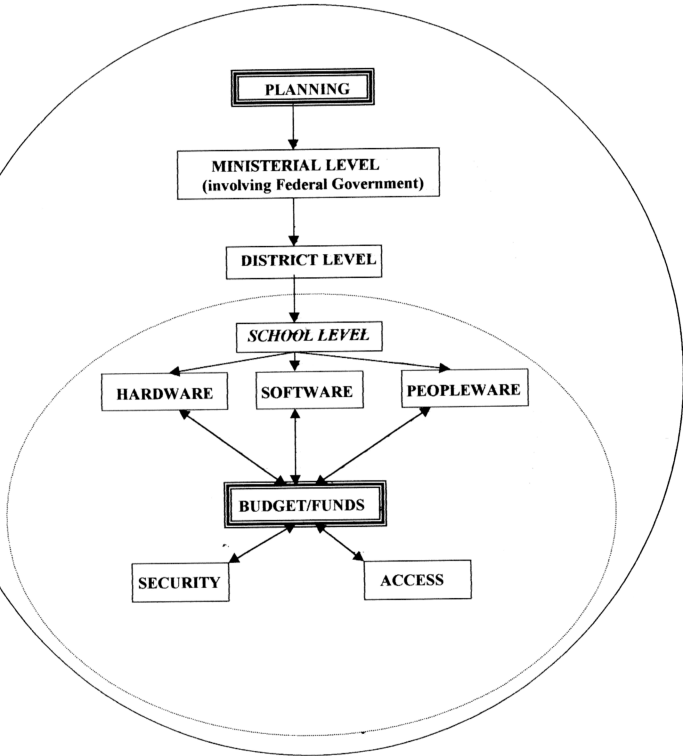 PLANNING
MINISTERIAL LEVEL
(involving Federal Government)
DISTRICT LEVEL
SCHOOL LEVEL
HARDWARE
SOFTWARE
PEOPLEWARE
BUDGET/FUNDS
SECURITY
ACCESS